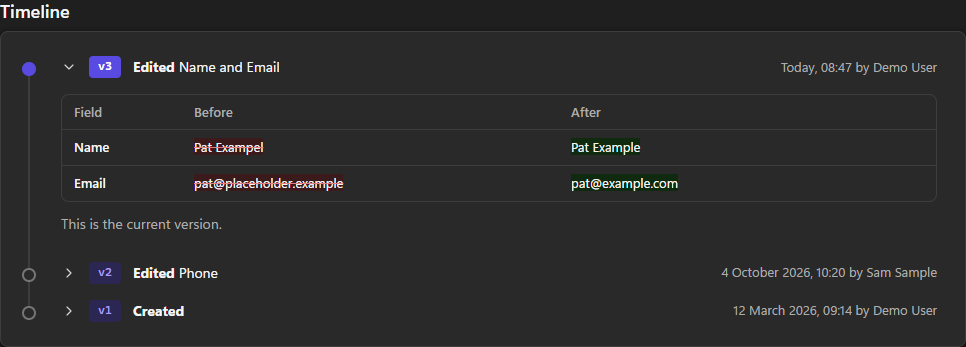 Timeline
v3 Edited Name and Email Today, 08:47 by Demo User
Field Before After
Name Pat Exampel Pat Example
Email pat@placeholder.example pat@example.com
This is the current version.
v2 Edited Phone 4 October 2026, 10:20 by Sam Sample
v1 Created 12 March 2026, 09:14 by Demo User